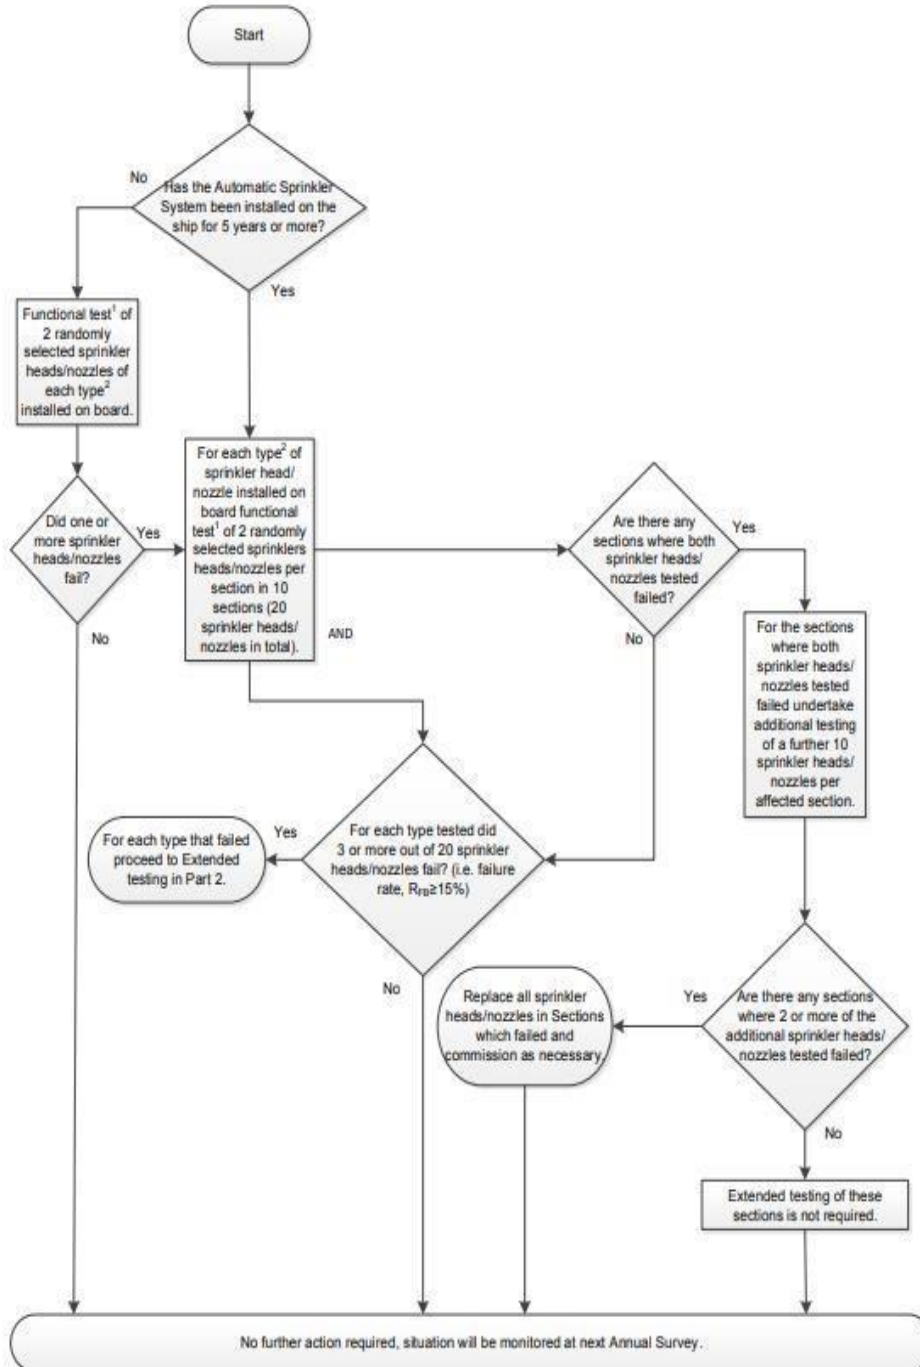 Start
No
Has the Automatic Sprinkler
System been installed on the
ship for 5 years or more?
Yes
Functional test¹ of
2 randomly
selected sprinkler
heads/nozzles of
each type²
installed on board.
Did one or
more sprinkler
heads/nozzles
fail?
Yes
No
For each type² of
sprinkler head/
nozzle installed on
board functional
test¹ of 2 randomly
selected sprinklers
heads/nozzles per
section in 10
sections (20
sprinkler heads/
nozzles in total).
AND
Are there any
sections where both
sprinkler heads/
nozzles tested
failed?
Yes
No
For the sections
where both
sprinkler heads/
nozzles tested
failed undertake
additional testing
of a further 10
sprinkler heads/
nozzles per
affected section.
For each type that failed
proceed to Extended
testing in Part 2.
Yes
For each type tested did
3 or more out of 20 sprinkler
heads/nozzles fail? (i.e. failure
rate, RFB≥15%)
No
Replace all sprinkler
heads/nozzles in Sections
which failed and
commission as necessary.
Yes
Are there any sections
where 2 or more of the
additional sprinkler heads/
nozzles tested failed?
No
Extended testing of these
sections is not required.
No further action required, situation will be monitored at next Annual Survey.